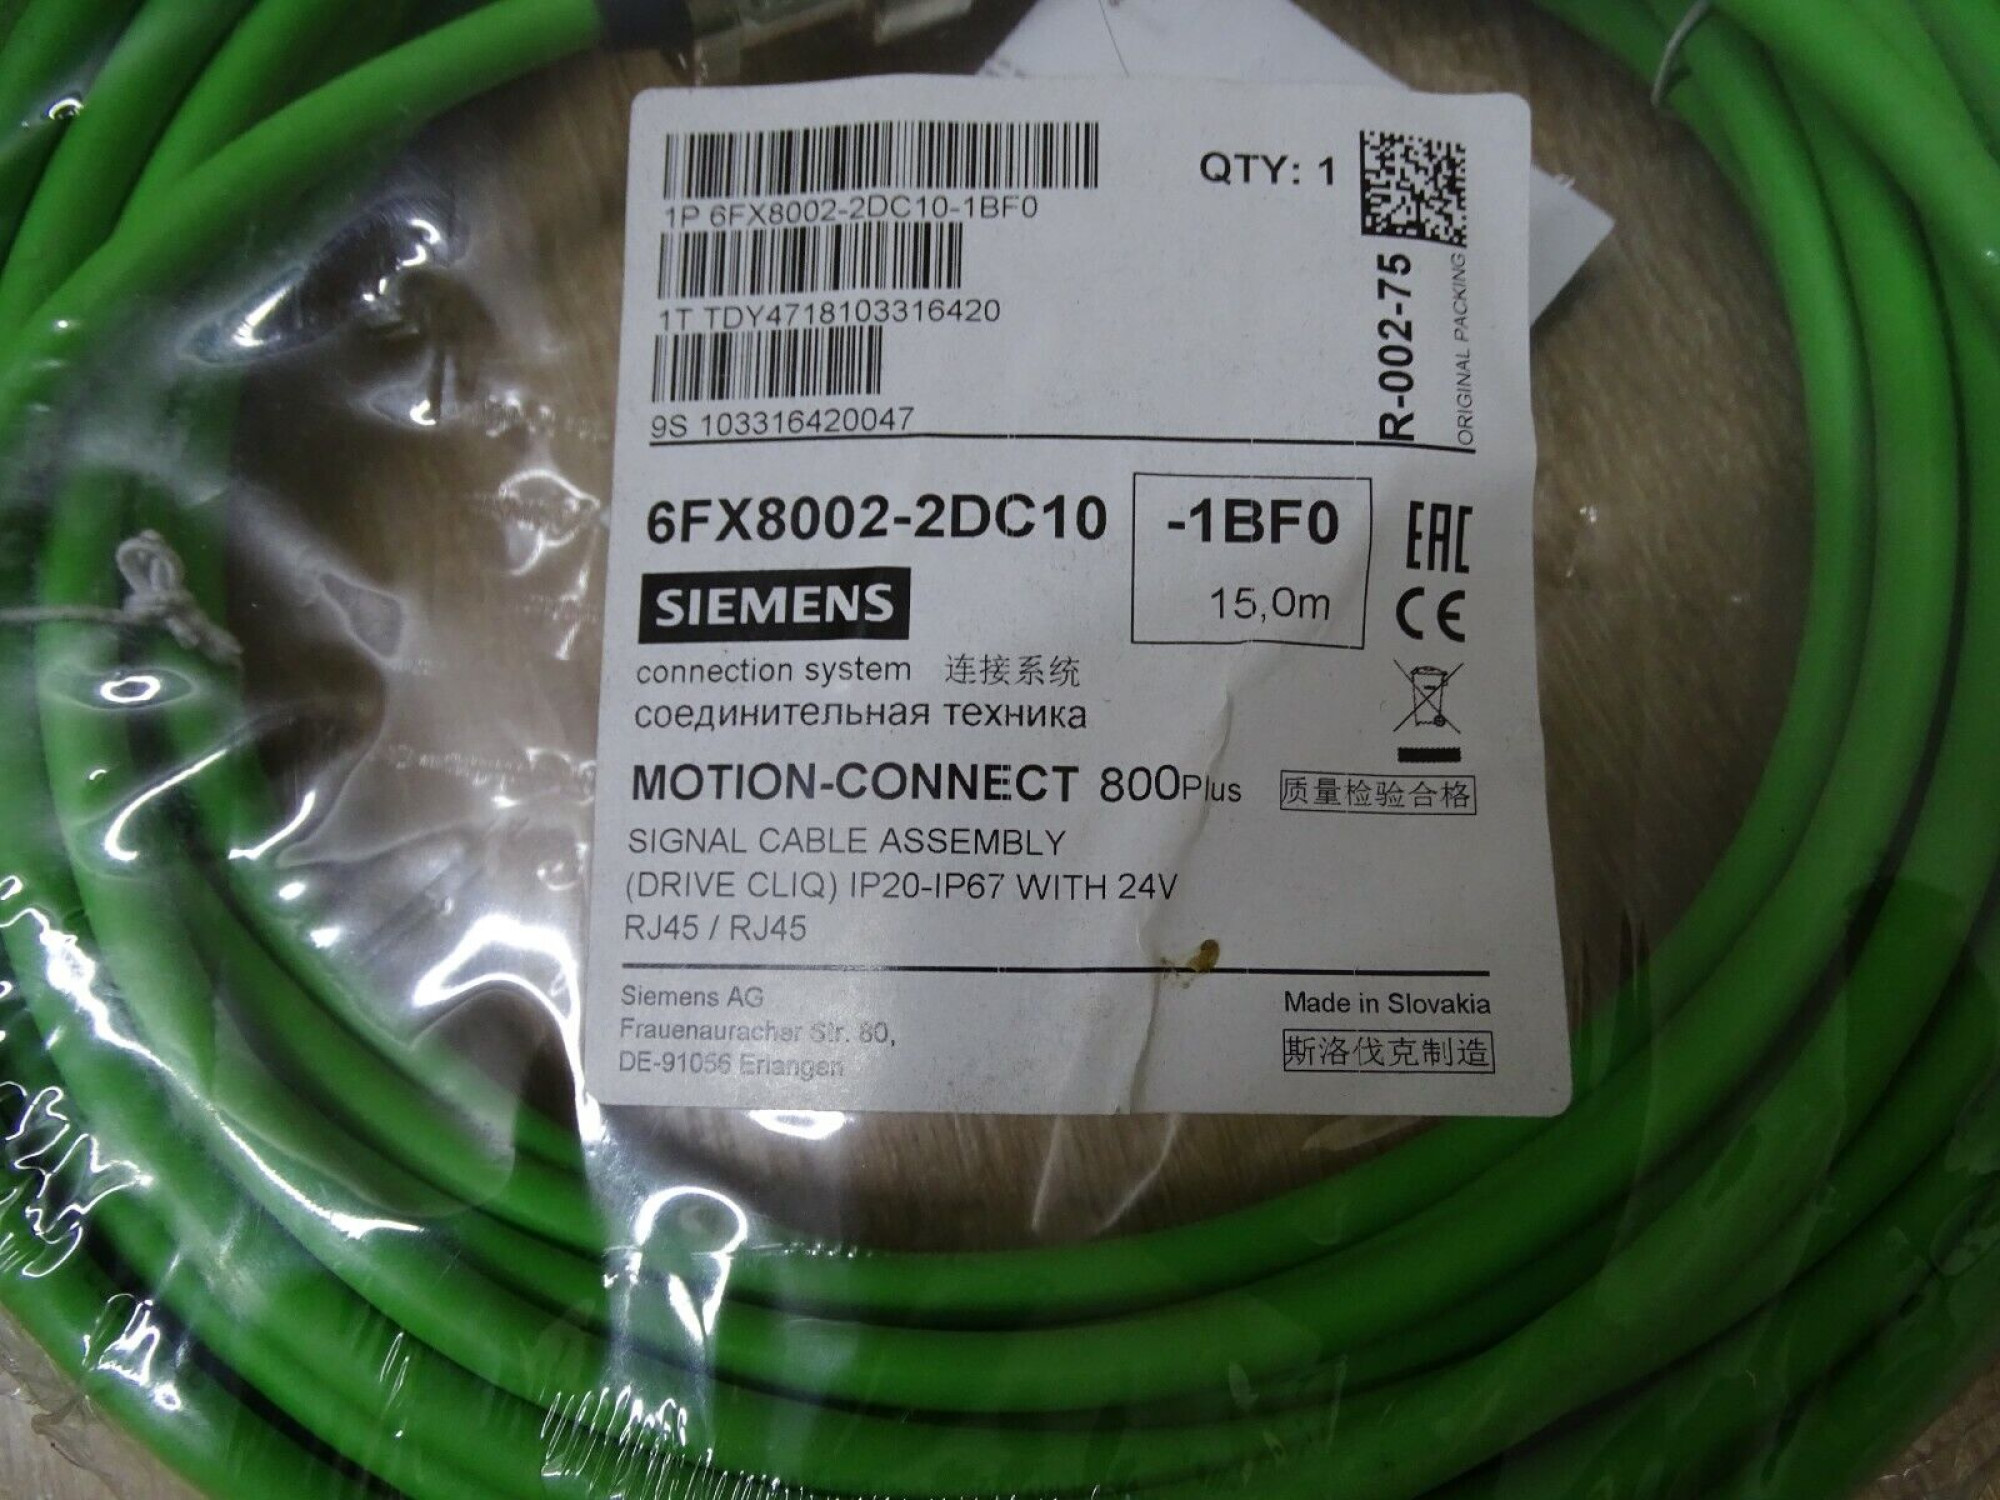 1P 6FX8002-2DC10-1BF0
QTY: 1
1T TDY4718103316420
9S 103316420047
R-002-75
ORIGINAL PACKING
6FX8002-2DC10
-1BF0
15,0m
EAC
CE
SIEMENS
connection system 连接系统
соединительная техника
MOTION-CONNECT 800Plus
质量检验合格
SIGNAL CABLE ASSEMBLY
(DRIVE CLIQ) IP20-IP67 WITH 24V
RJ45 / RJ45
Siemens AG
Frauenauracher Str. 80,
DE-91056 Erlangen
Made in Slovakia
斯洛伐克制造